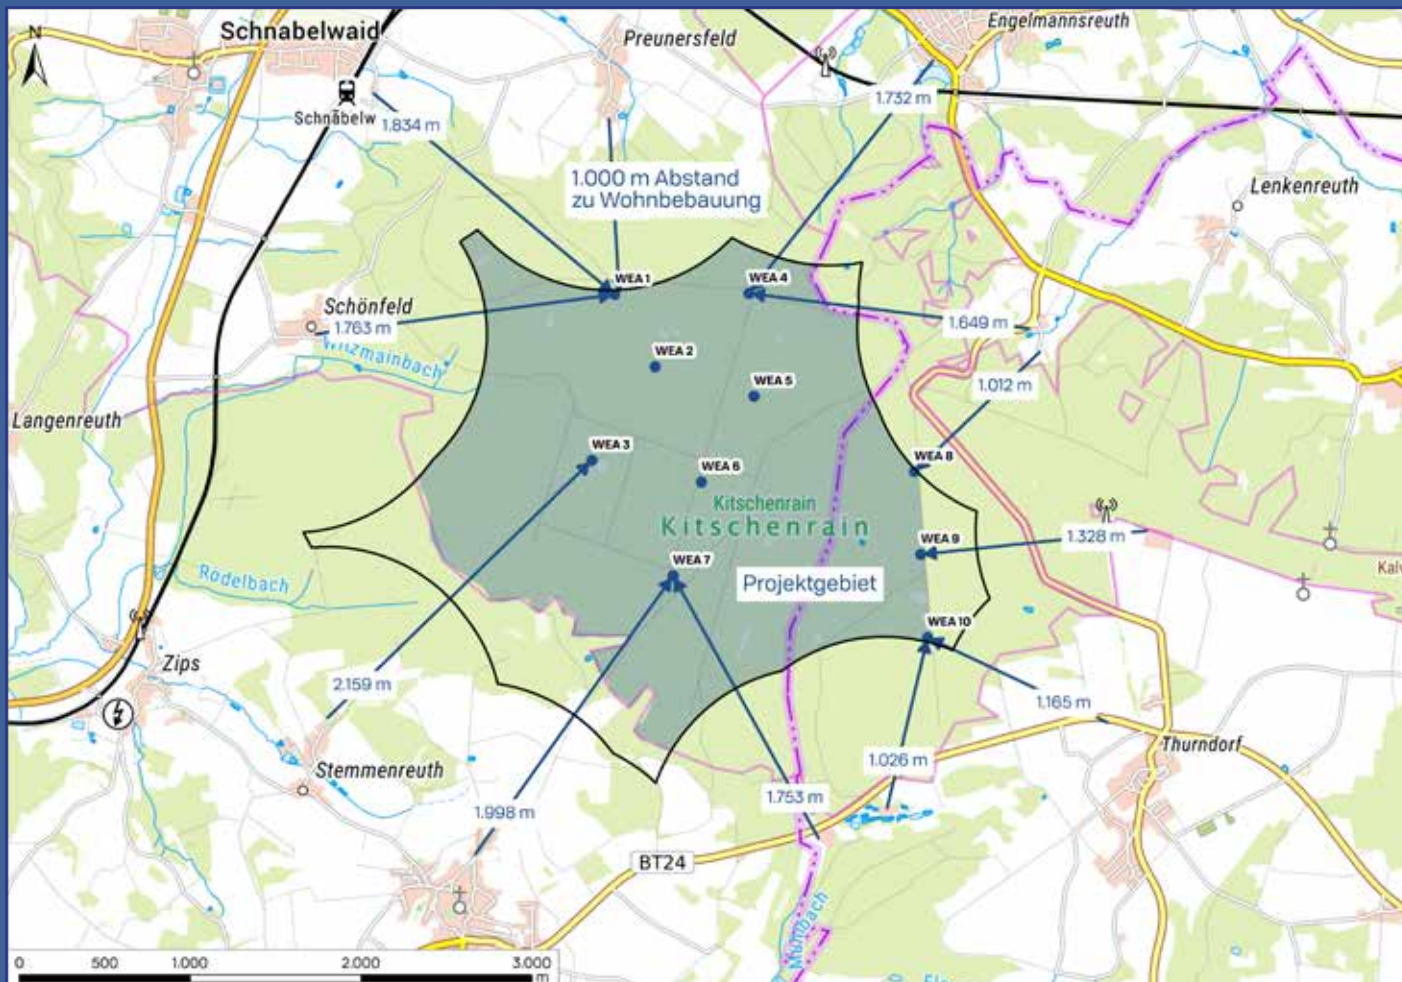 N
Schnabelwaid
Preunersfeld
Engelmannsreuth
Schnabelw
1.834 m
1.732 m
1.000 m Abstand
zu Wohnbebauung
Lenkenreuth
WEA 1
WEA 4
Schönfeld
1.763 m
Witzmainbach
1.649 m
WEA 2
WEA 5
1.012 m
Langenreuth
WEA 3
WEA 6
WEA 8
Kitschenrain
Kitschenrain
1.328 m
WEA 9
WEA 7
Rodelbach
Projektgebiet
Kalv
WEA 10
Zips
2.159 m
1.165 m
Stemmenreuth
1.026 m
Thurndorf
1.998 m
1.753 m
BT24
0 500 1.000 2.000 3.000
m